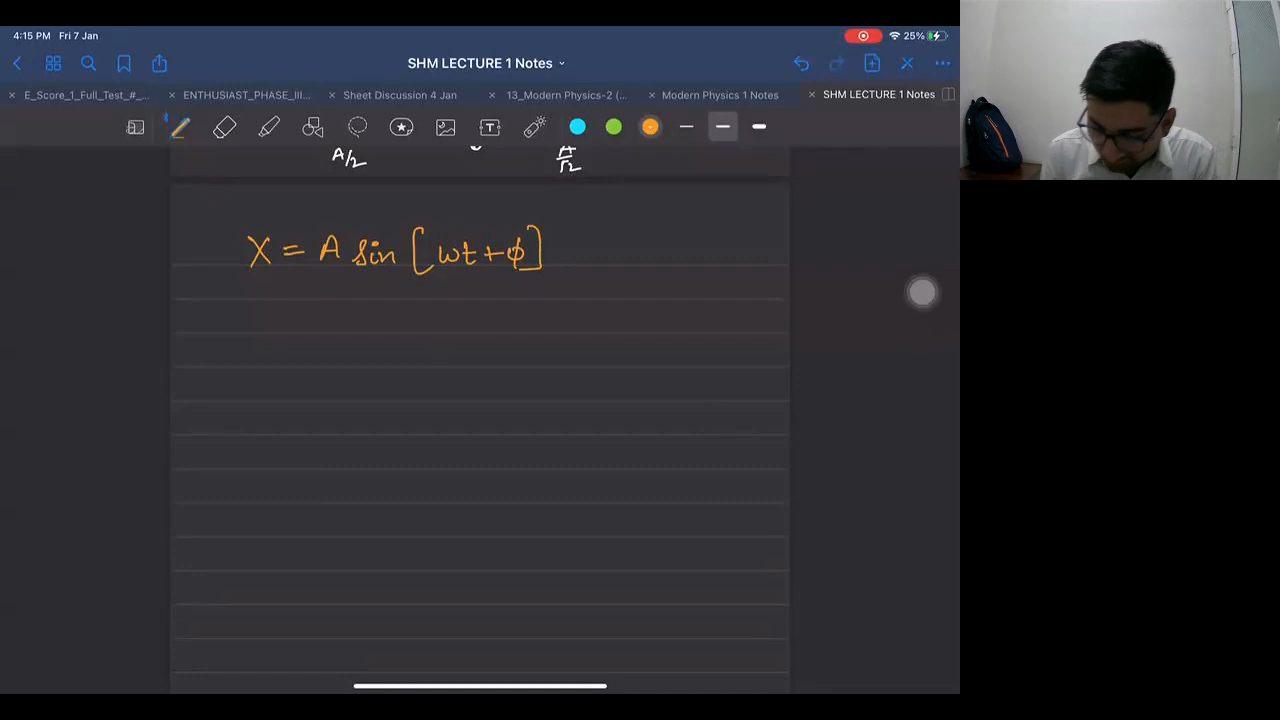 4:15 PM Fri 7 Jan
25%
SHM LECTURE 1 Notes
E_Score_1_Full_Test_#_...
ENTHUSIAST_PHASE_III...
Sheet Discussion 4 Jan
13_Modern Physics-2 (...
Modern Physics 1 Notes
SHM LECTURE 1 Notes
A/2
A/√2
X = A sin [ωt+φ]